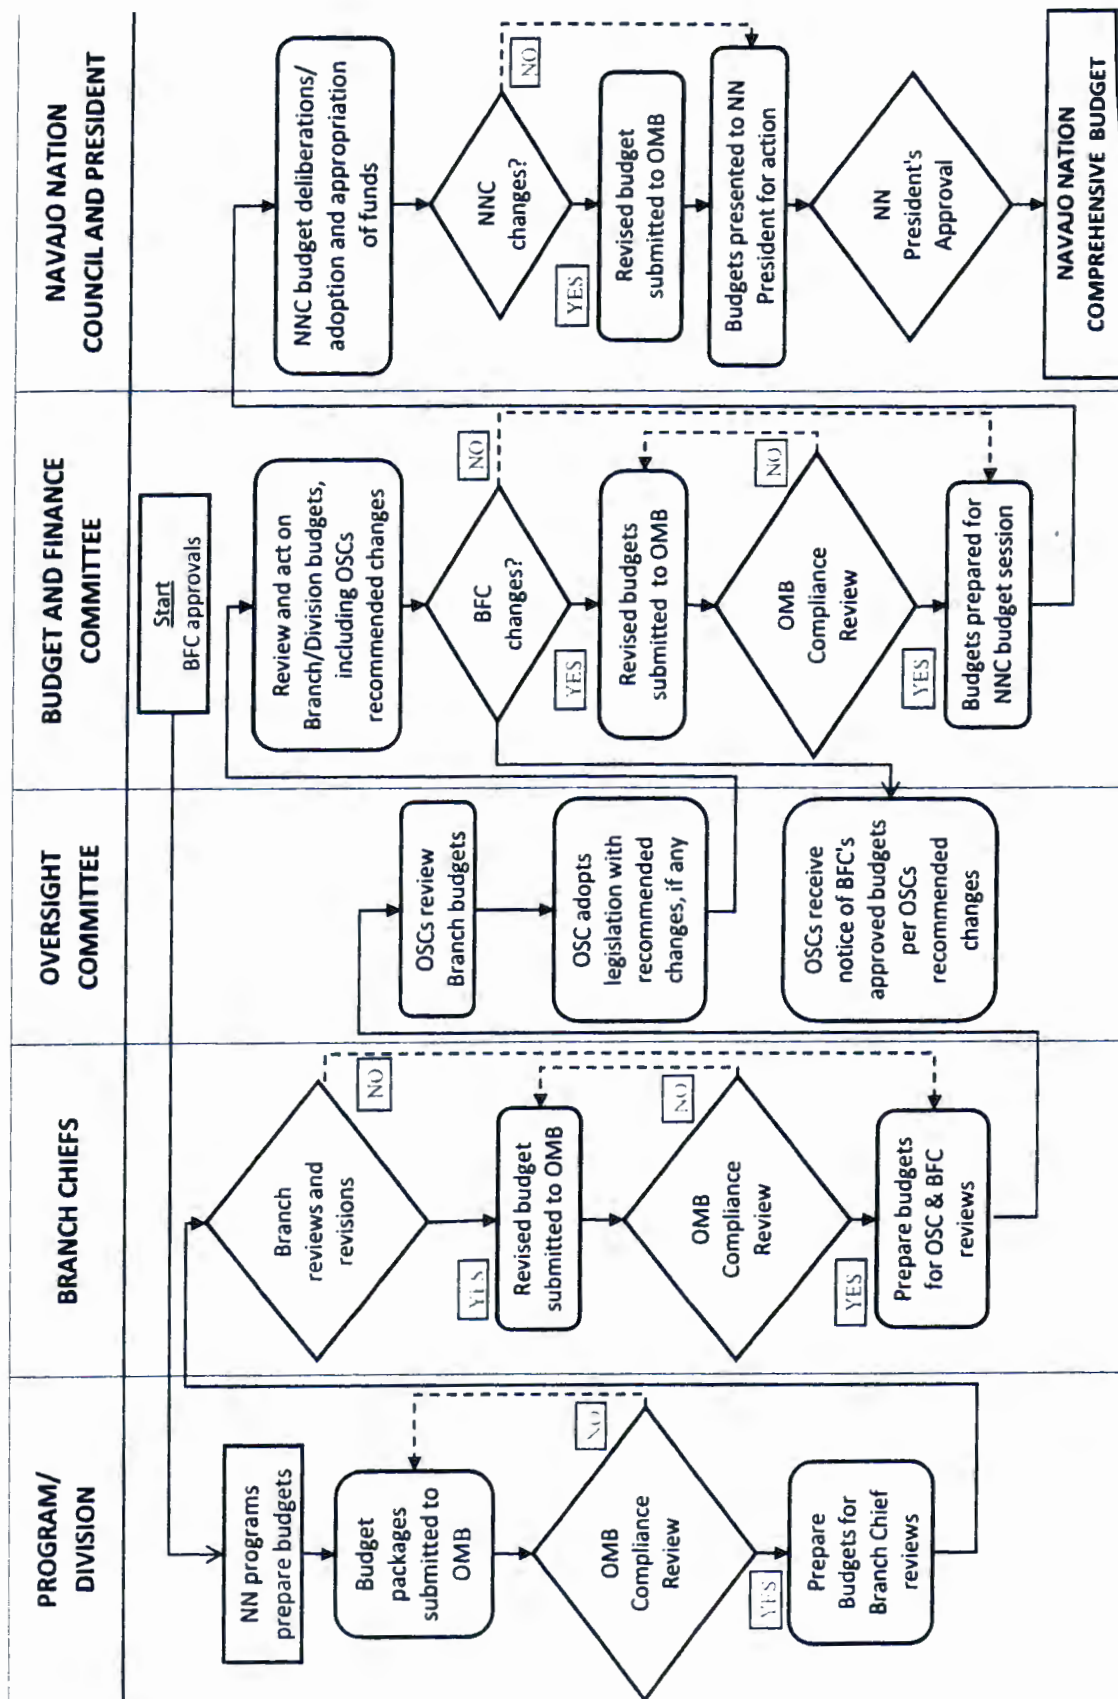 PROGRAM/
DIVISION
NN programs
prepare budgets
Budget
packages
submitted to
OMB
OMB
Compliance
Review
NO
YES
Prepare
Budgets for
Branch Chief
reviews
BRANCH CHIEFS
Branch
reviews and
revisions
NO
YES
Revised budget
submitted to OMB
OMB
Compliance
Review
NO
YES
Prepare budgets
for OSC & BFC
reviews
OVERSIGHT
COMMITTEE
OSCs review
Branch budgets
OSC adopts
legislation with
recommended
changes, if any
OSCs receive
notice of BFC's
approved budgets
per OSCs
recommended
changes
BUDGET AND FINANCE
COMMITTEE
Start
BFC approvals
Review and act on
Branch/Division budgets,
including OSCs
recommended changes
BFC
changes?
NO
YES
Revised budgets
submitted to OMB
OMB
Compliance
Review
NO
YES
Budgets prepared for
NNC budget session
NAVAJO NATION
COUNCIL AND PRESIDENT
NNC budget deliberations/
adoption and appropriation
of funds
NNC
changes?
NO
YES
Revised budget
submitted to OMB
Budgets presented to NN
President for action
NN
President's
Approval
NAVAJO NATION
COMPREHENSIVE BUDGET